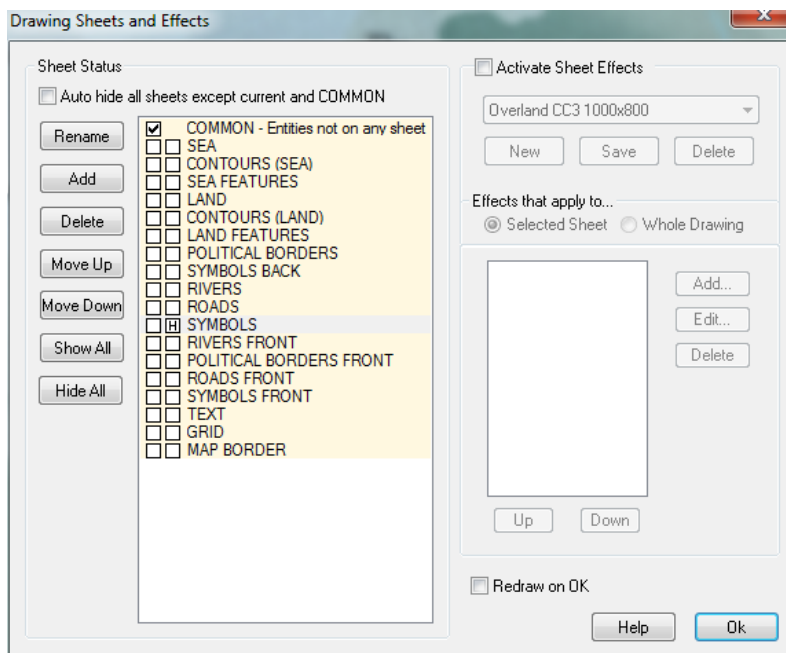 Drawing Sheets and Effects
X
Sheet Status
Auto hide all sheets except current and COMMON
Rename
Add
Delete
Move Up
Move Down
Show All
Hide All
COMMON - Entities not on any sheet
SEA
CONTOURS (SEA)
SEA FEATURES
LAND
CONTOURS (LAND)
LAND FEATURES
POLITICAL BORDERS
SYMBOLS BACK
RIVERS
ROADS
H SYMBOLS
RIVERS FRONT
POLITICAL BORDERS FRONT
ROADS FRONT
SYMBOLS FRONT
TEXT
GRID
MAP BORDER
Activate Sheet Effects
Overland CC3 1000x800
New Save Delete
Effects that apply to...
Selected Sheet Whole Drawing
Add...
Edit...
Delete
Up Down
Redraw on OK
Help Ok